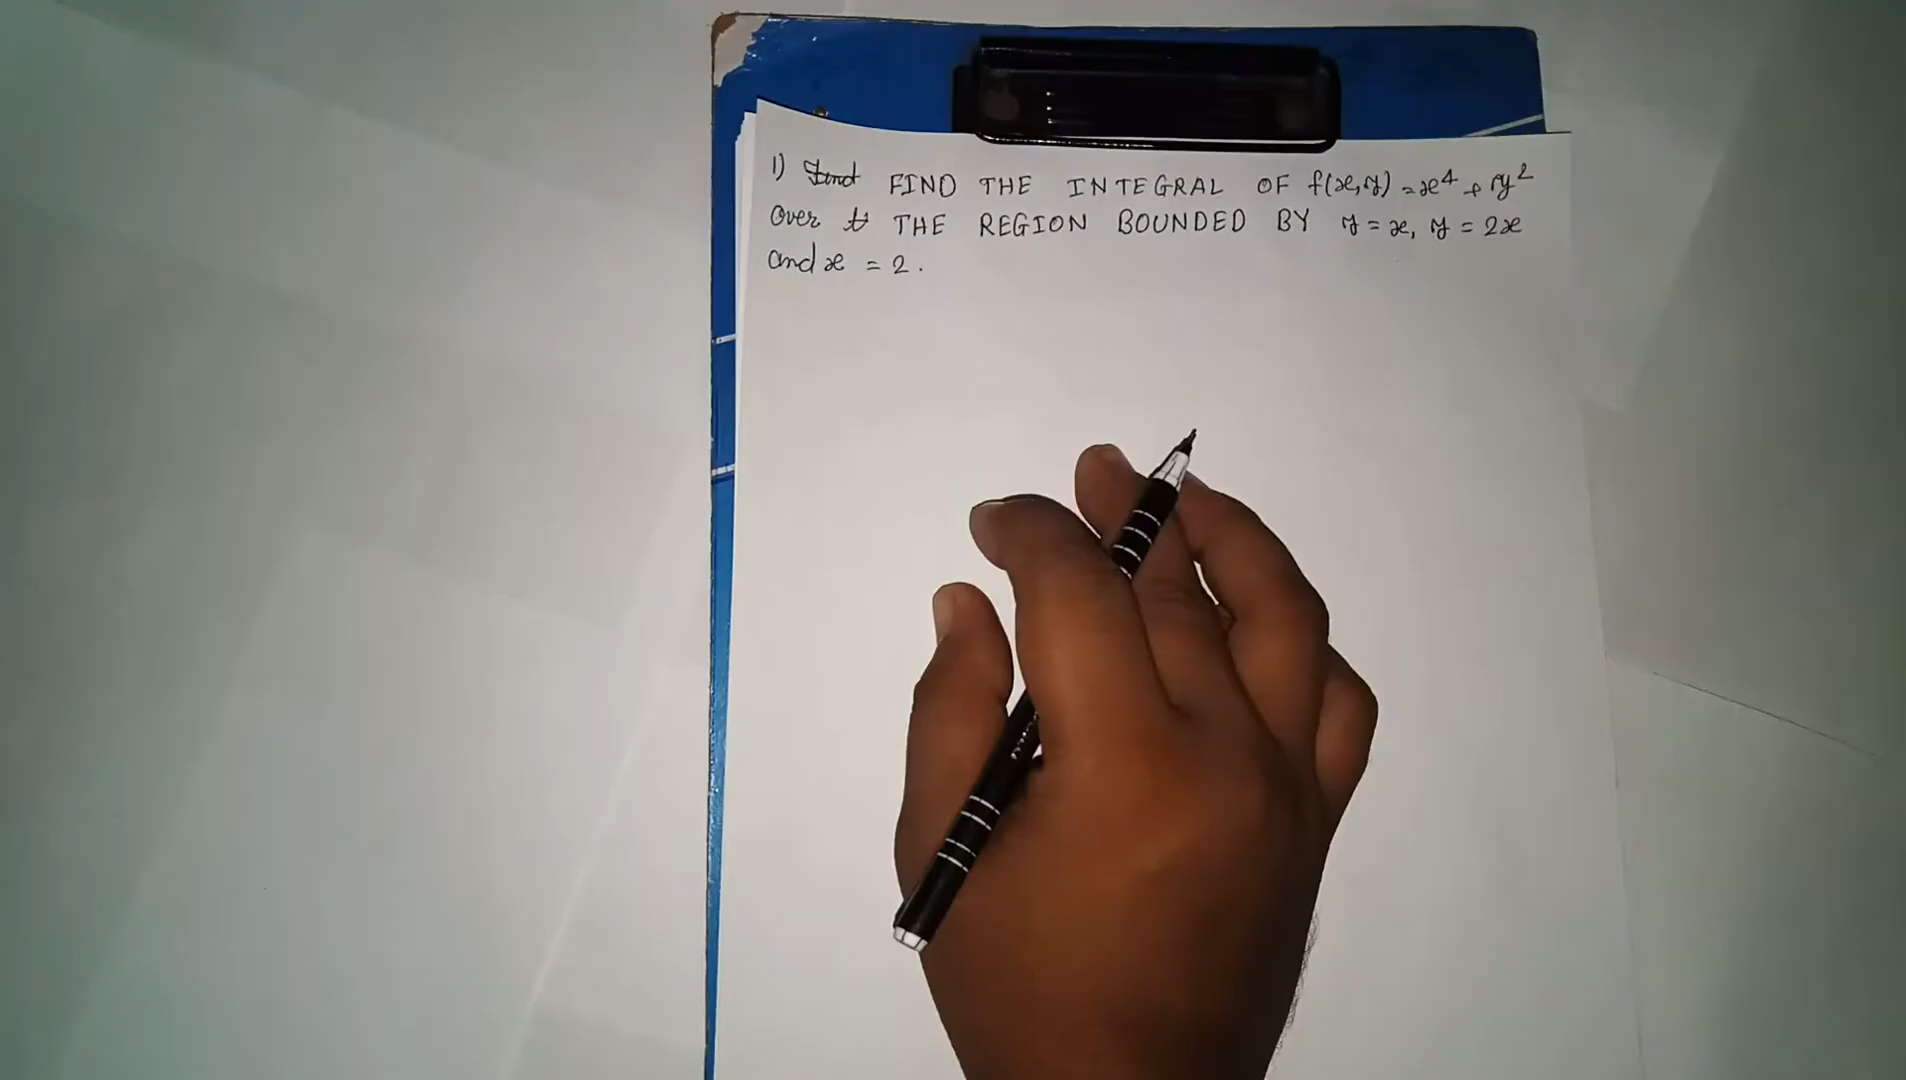 1) Find FIND THE INTEGRAL OF f(x,y) = x⁴ + y²
Over t THE REGION BOUNDED BY y = x, y = 2x
and x = 2.